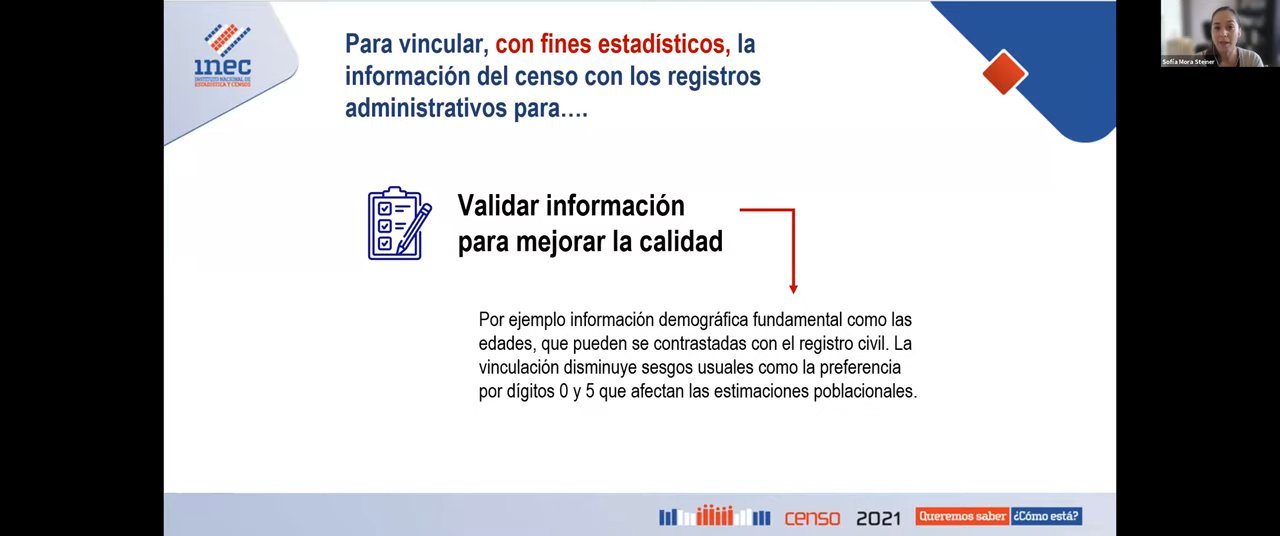 inec
INSTITUTO NACIONAL DE
ESTADÍSTICA Y CENSO
Para vincular, con fines estadísticos, la
información del censo con los registros
administrativos para….
Sofía Mora Steiner
Validar información
para mejorar la calidad
Por ejemplo información demográfica fundamental como las
edades, que pueden se contrastadas con el registro civil. La
vinculación disminuye sesgos usuales como la preferencia
por dígitos 0 y 5 que afectan las estimaciones poblacionales.
censo 2021 Queremos saber ¿Cómo está?